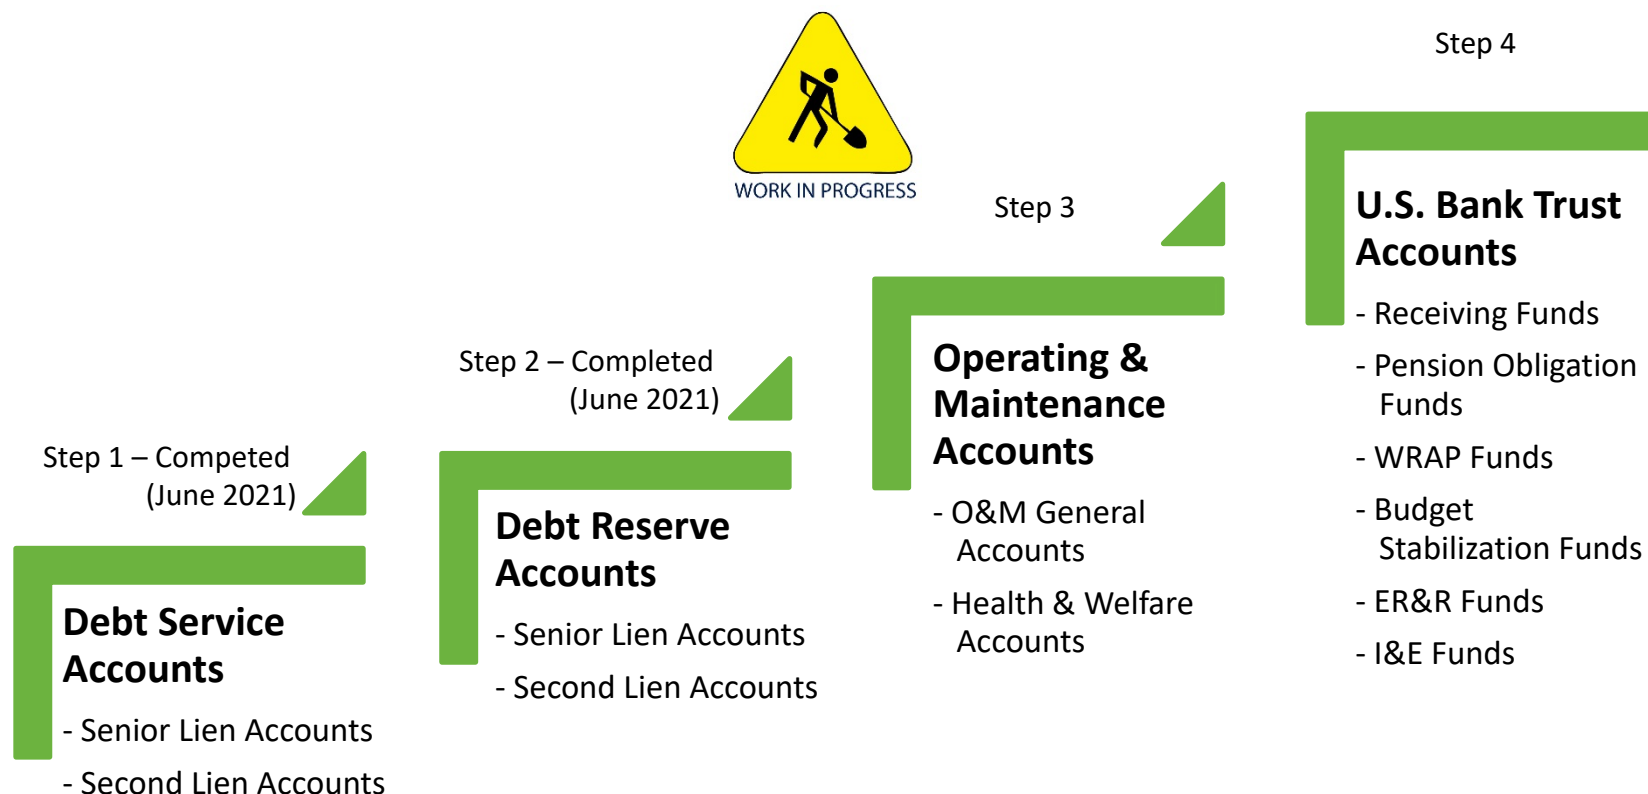 WORK IN PROGRESS
Step 1 – Competed
(June 2021)
Debt Service
Accounts
- Senior Lien Accounts
- Second Lien Accounts
Step 2 – Completed
(June 2021)
Debt Reserve
Accounts
- Senior Lien Accounts
- Second Lien Accounts
Step 3
Operating &
Maintenance
Accounts
- O&M General
Accounts
- Health & Welfare
Accounts
Step 4
U.S. Bank Trust
Accounts
- Receiving Funds
- Pension Obligation
Funds
- WRAP Funds
- Budget
Stabilization Funds
- ER&R Funds
- I&E Funds